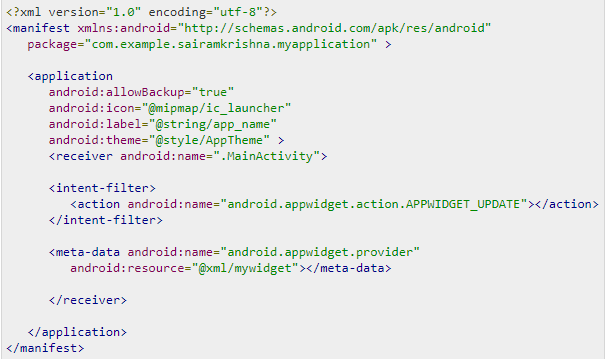 <?xml version="1.0" encoding="utf-8"?>
<manifest xmlns:android="http://schemas.android.com/apk/res/android"
   package="com.example.sairamkrishna.myapplication" >

   <application
      android:allowBackup="true"
      android:icon="@mipmap/ic_launcher"
      android:label="@string/app_name"
      android:theme="@style/AppTheme" >
      <receiver android:name=".MainActivity">

      <intent-filter>
         <action android:name="android.appwidget.action.APPWIDGET_UPDATE"></action>
      </intent-filter>

      <meta-data android:name="android.appwidget.provider"
         android:resource="@xml/mywidget"></meta-data>

      </receiver>

   </application>
</manifest>